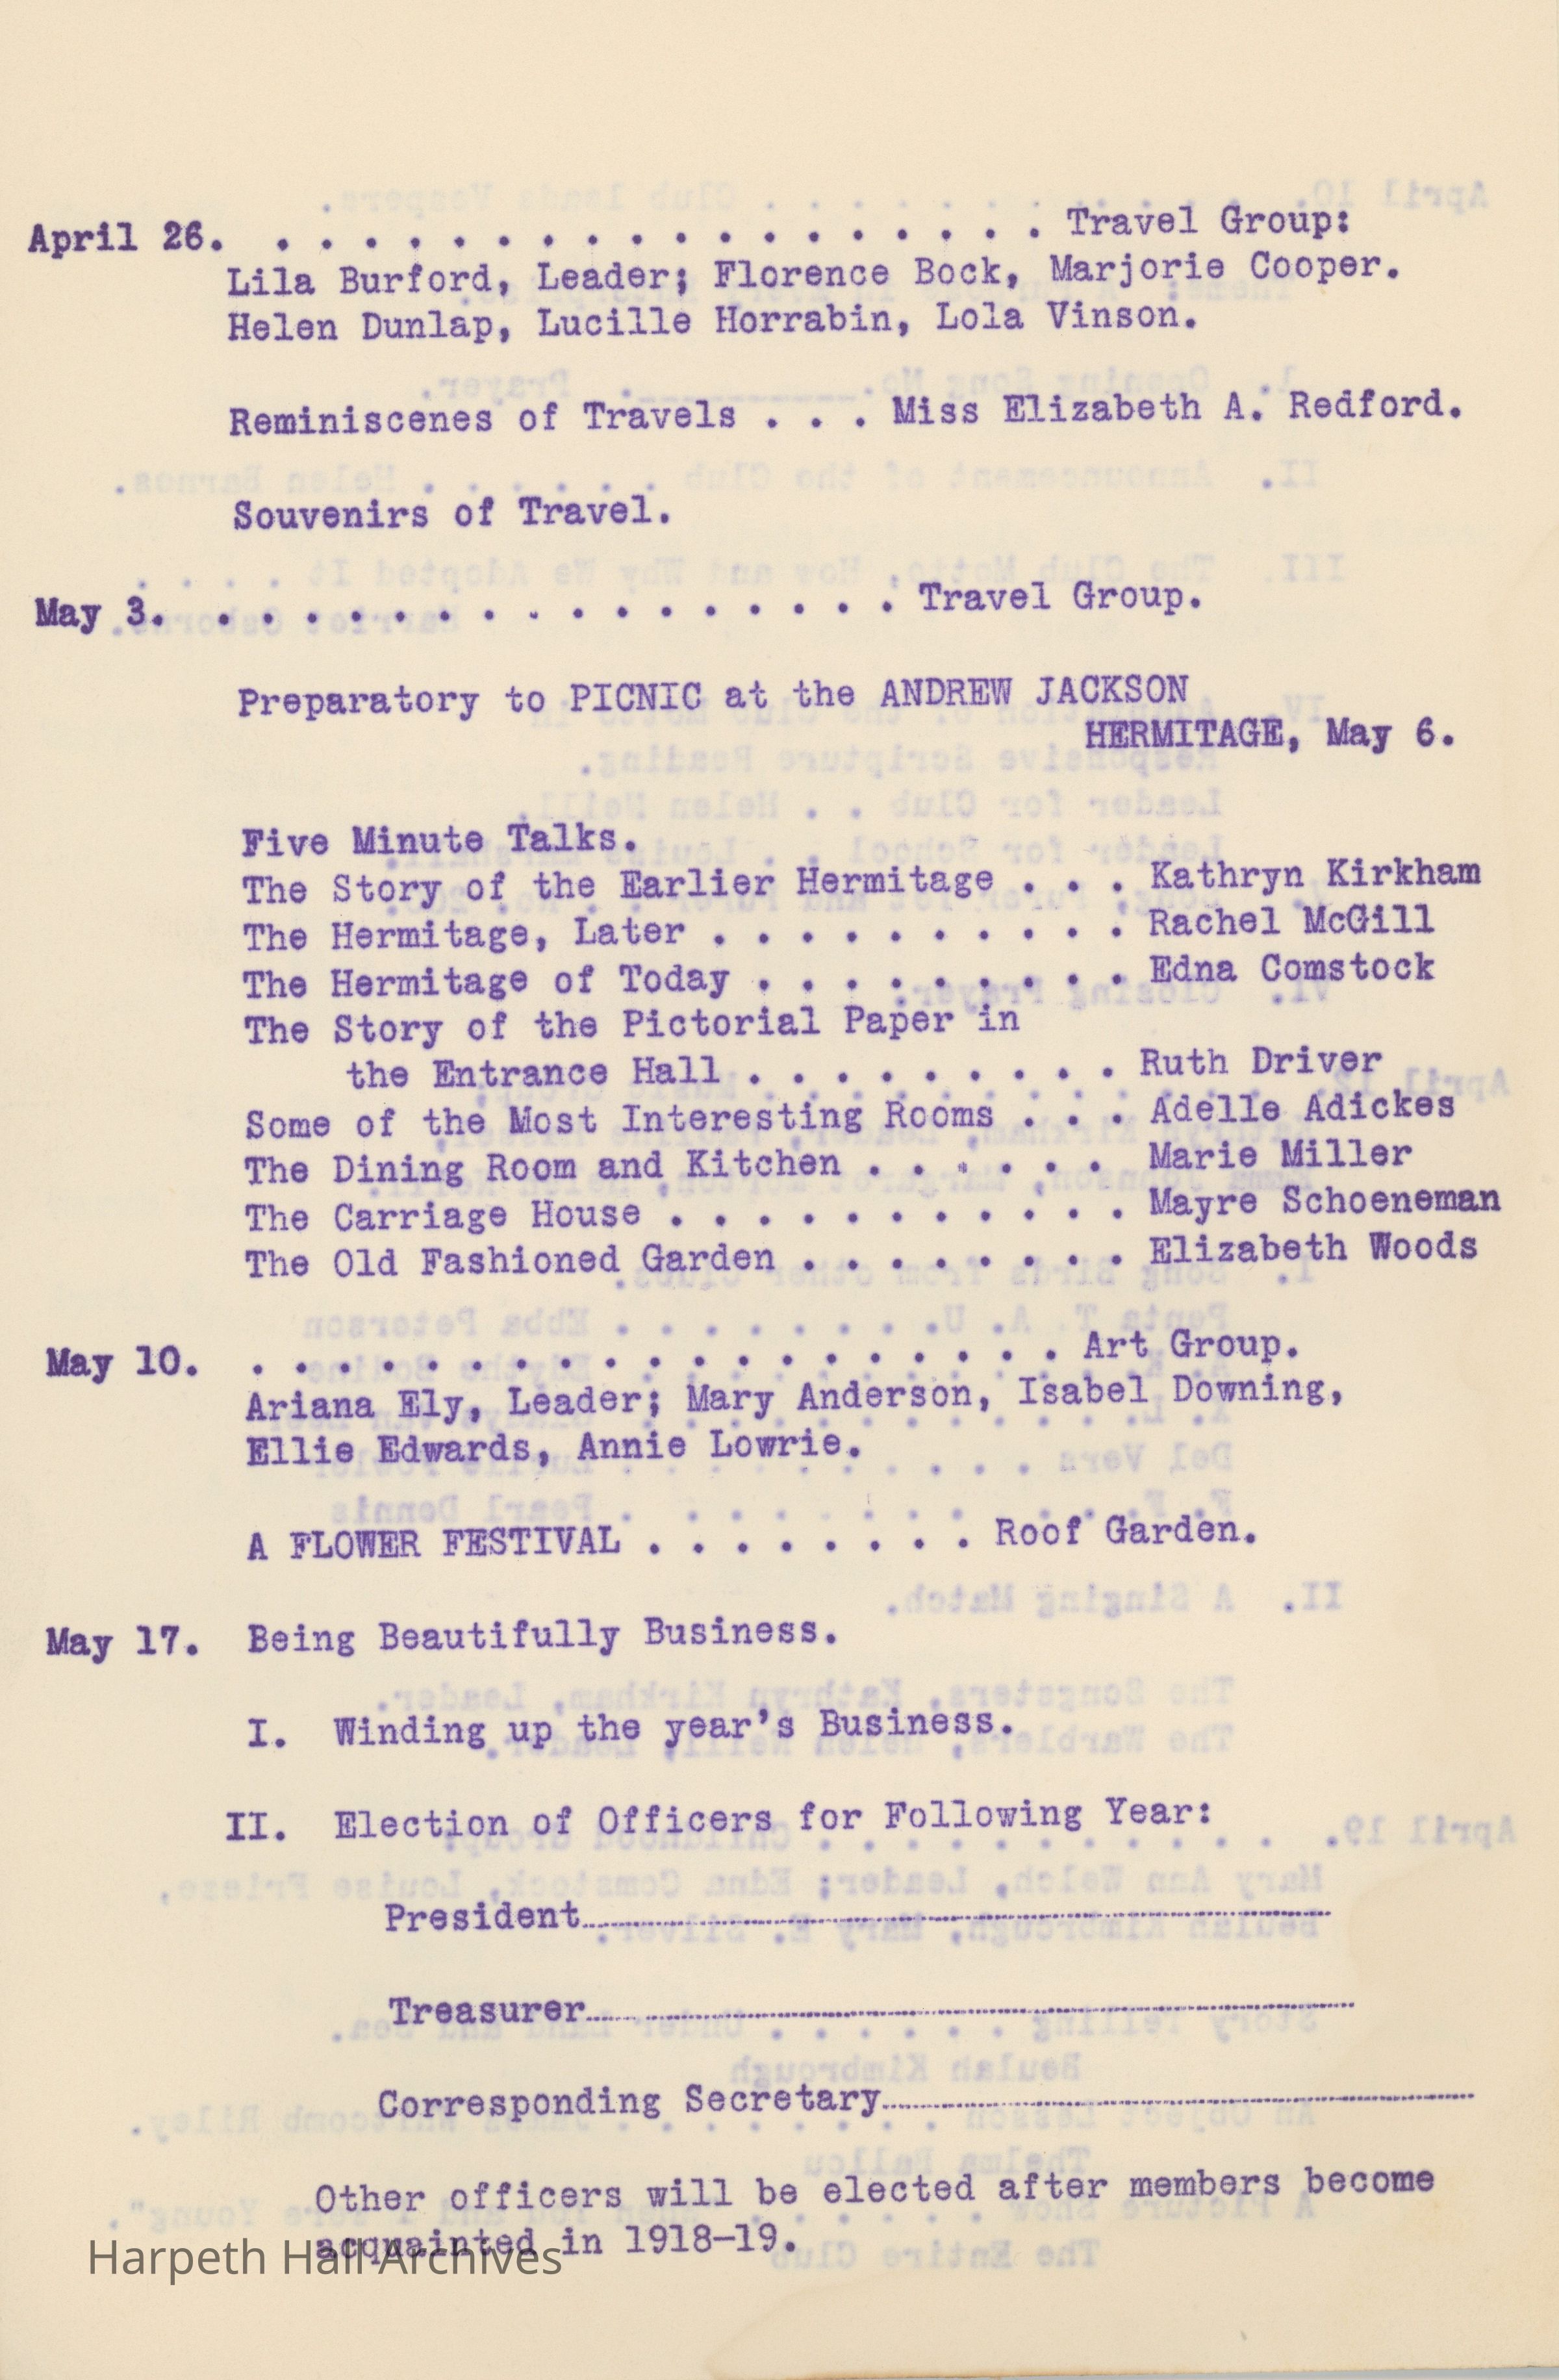 April 26. . . . . . . . . . . . . . . . . . . Travel Group:
Lila Burford, Leader; Florence Bock, Marjorie Cooper.
Helen Dunlap, Lucille Horrabin, Lola Vinson.
Reminiscenes of Travels . . . Miss Elizabeth A. Redford.
Souvenirs of Travel.
May 3. . . . . . . . . . . . . . . . . Travel Group.
Preparatory to PICNIC at the ANDREW JACKSON
HERMITAGE, May 6.
Five Minute Talks.
The Story of the Earlier Hermitage . . . Kathryn Kirkham
The Hermitage, Later . . . . . . . . . . Rachel McGill
The Hermitage of Today . . . . . . . . . Edna Comstock
The Story of the Pictorial Paper in
the Entrance Hall . . . . . . . . . Ruth Driver
Some of the Most Interesting Rooms . . . Adelle Adickes
The Dining Room and Kitchen . . . . . . Marie Miller
The Carriage House . . . . . . . . . . . Mayre Schoeneman
The Old Fashioned Garden . . . . . . . . Elizabeth Woods
May 10. . . . . . . . . . . . . . . . . . . . Art Group.
Ariana Ely, Leader; Mary Anderson, Isabel Downing,
Ellie Edwards, Annie Lowrie.
A FLOWER FESTIVAL . . . . . . . . Roof Garden.
May 17. Being Beautifully Business.
I. Winding up the year's Business.
II. Election of Officers for Following Year:
President..........
Treasurer..........
Corresponding Secretary..........
Other officers will be elected after members become
acquainted in 1918-19.
Harpeth Hall Archives